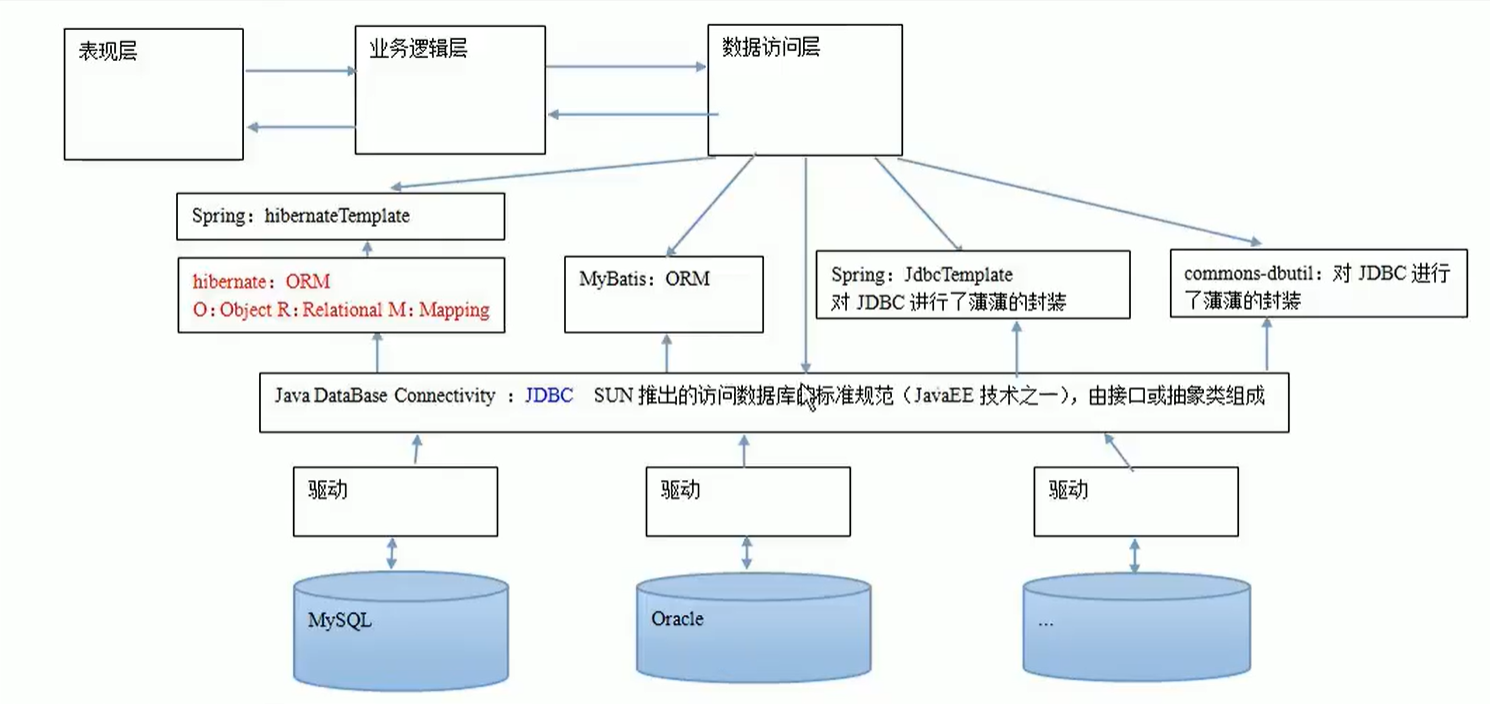 表现层
业务逻辑层
数据访问层
Spring：hibernateTemplate
hibernate：ORM
O：Object R：Relational M：Mapping
MyBatis：ORM
Spring：JdbcTemplate
对 JDBC 进行了薄薄的封装
commons-dbutil：对 JDBC 进行
了薄薄的封装
Java DataBase Connectivity ：JDBC SUN 推出的访问数据库的标准规范（JavaEE 技术之一），由接口或抽象类组成
驱动
驱动
驱动
MySQL
Oracle
...